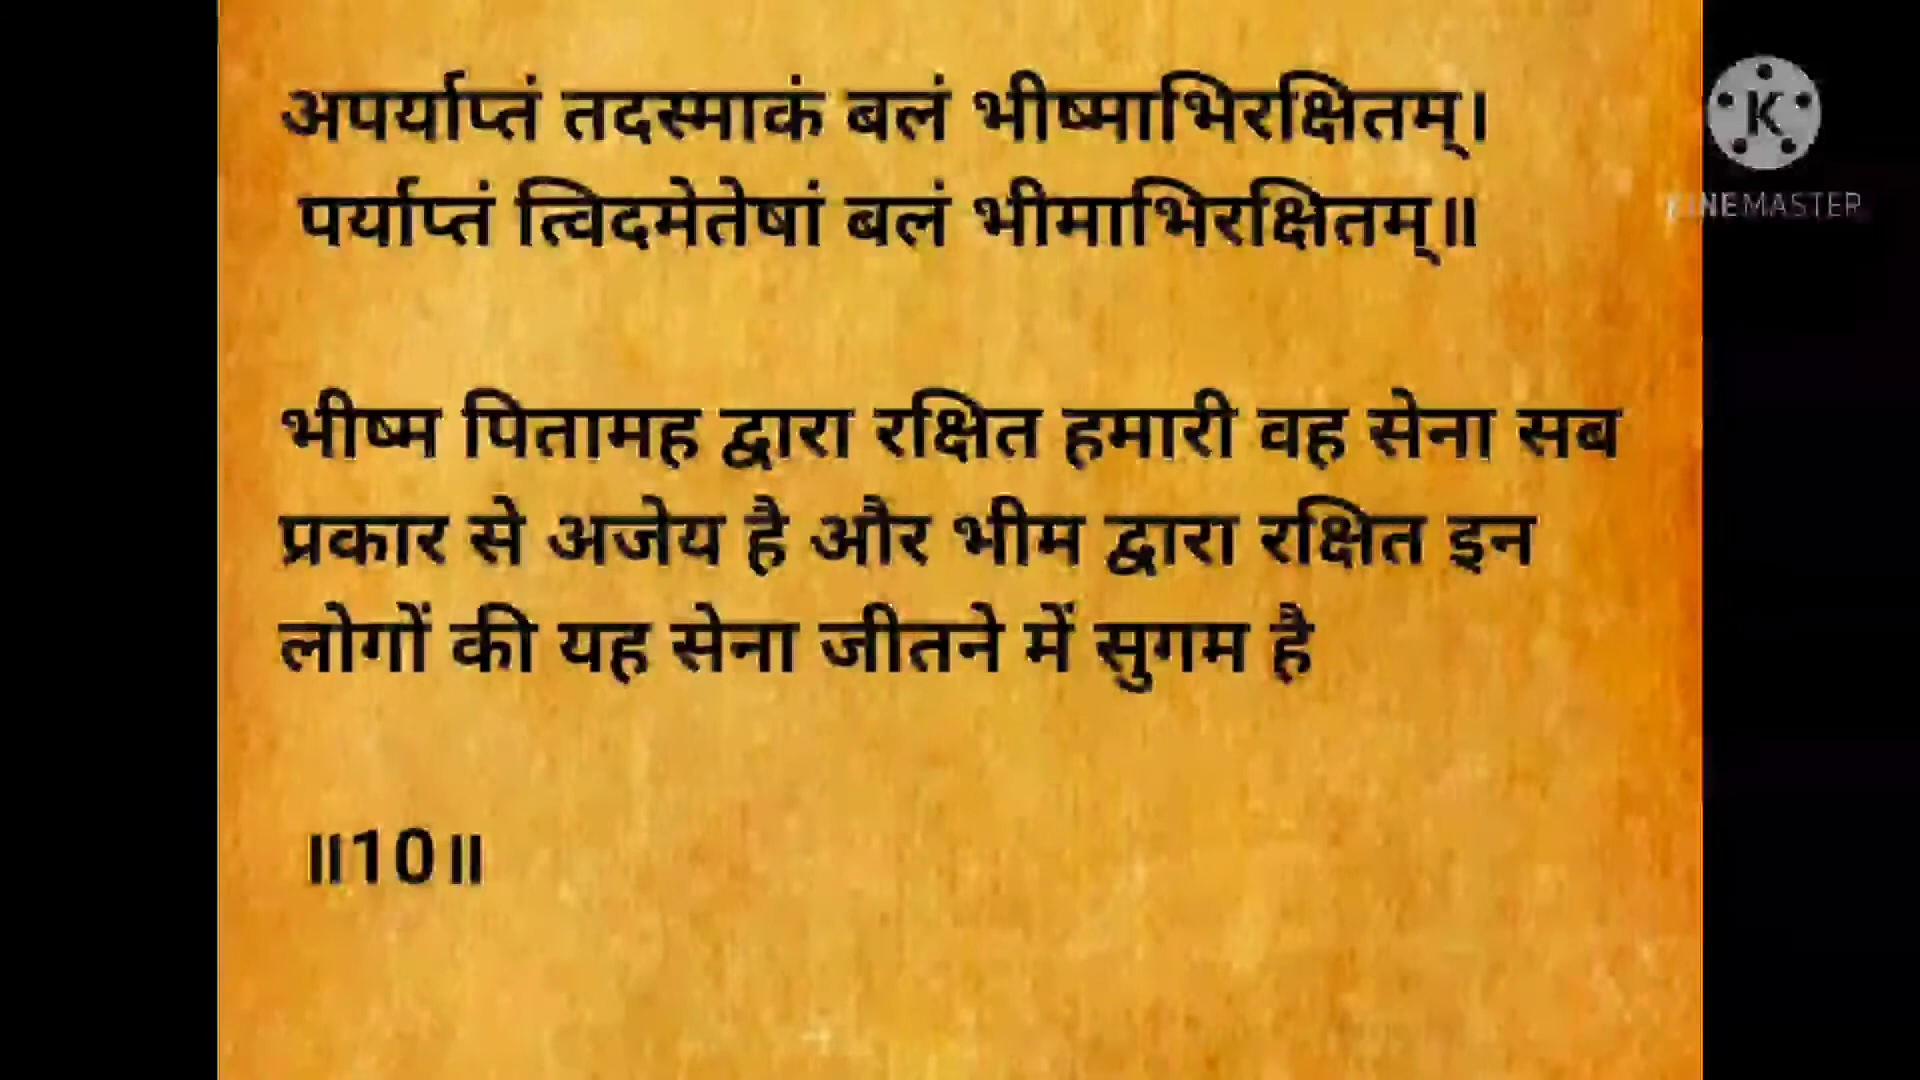 अपर्याप्तं तदस्माकं बलं भीष्माभिरक्षितम्।
पर्याप्तं त्विदमेतेषां बलं भीमाभिरक्षितम्॥
भीष्म पितामह द्वारा रक्षित हमारी वह सेना सब
प्रकार से अजेय है और भीम द्वारा रक्षित इन
लोगों की यह सेना जीतने में सुगम है
॥10॥
K
KINEMASTER